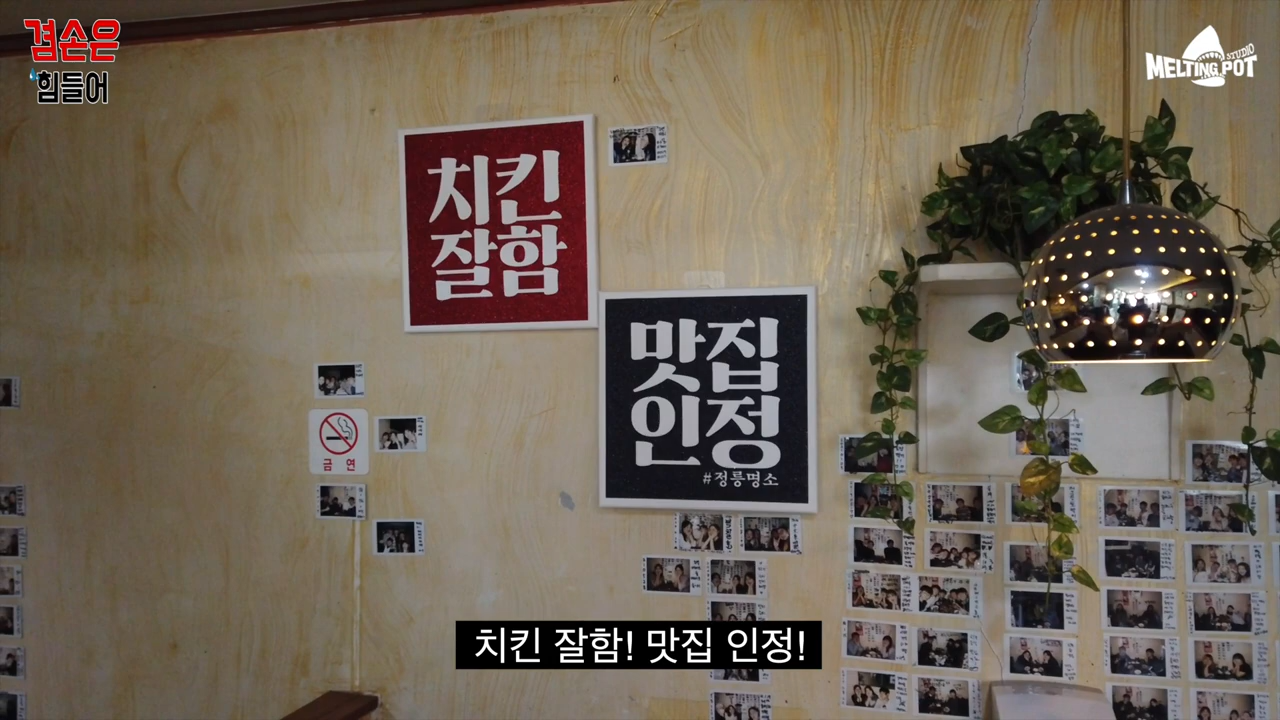 겸손은
힘들어
MELTING POT
STUDIO
치킨
잘함
맛집
인정
#정릉명소
금연
치킨 잘함! 맛집 인정!